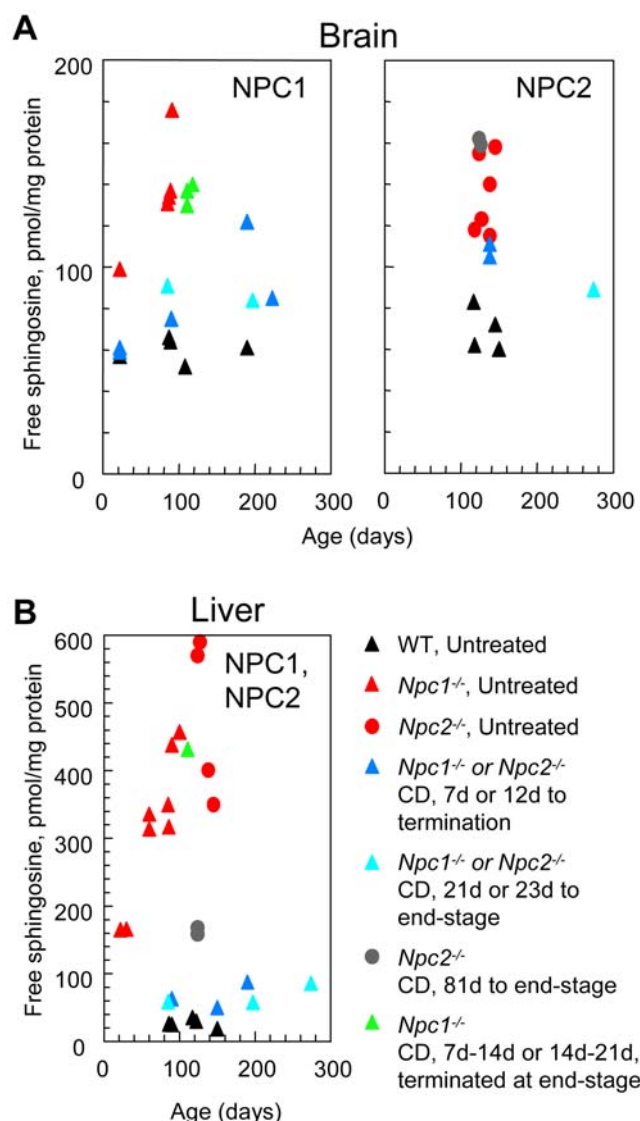 A
Brain
NPC1
NPC2
200
100
0
Free sphingosine, pmol/mg protein
0 100 200 300
0 100 200 300
Age (days)
Age (days)
B
Liver
NPC1,
NPC2
600
500
400
300
200
100
0
Free sphingosine, pmol/mg protein
0 100 200 300
Age (days)
WT, Untreated
Npc1-/-, Untreated
Npc2-/-, Untreated
Npc1-/- or Npc2-/-
CD, 7d or 12d to
termination
Npc1-/- or Npc2-/-
CD, 21d or 23d to
end-stage
Npc2-/-
CD, 81d to end-stage
Npc1-/-
CD, 7d-14d or 14d-21d,
terminated at end-stage